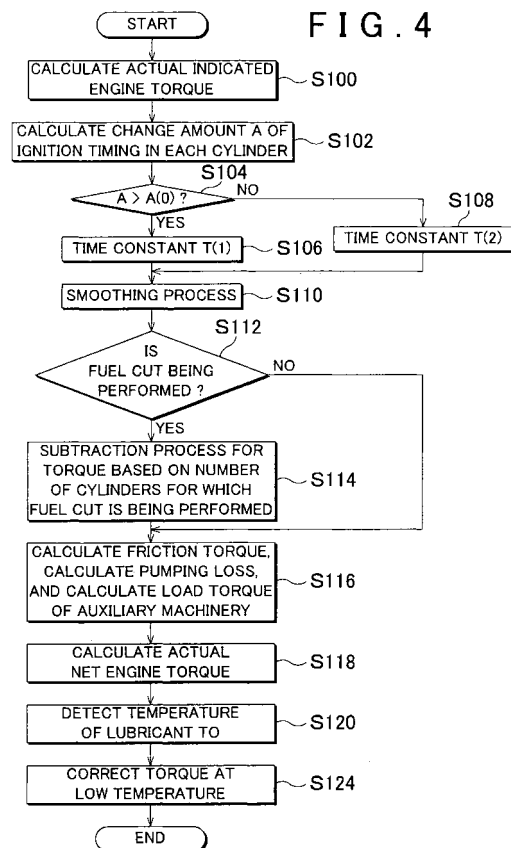 START
FIG.4
CALCULATE ACTUAL INDICATED
ENGINE TORQUE
S100
CALCULATE CHANGE AMOUNT A OF
IGNITION TIMING IN EACH CYLINDER
S102
S104
A > A(0) ?
NO
YES
S108
TIME CONSTANT T(1)
S106
TIME CONSTANT T(2)
SMOOTHING PROCESS
S110
S112
IS
FUEL CUT BEING
PERFORMED ?
NO
YES
SUBTRACTION PROCESS FOR
TORQUE BASED ON NUMBER
OF CYLINDERS FOR WHICH
FUEL CUT IS BEING PERFORMED
S114
CALCULATE FRICTION TORQUE,
CALCULATE PUMPING LOSS,
AND CALCULATE LOAD TORQUE
OF AUXILIARY MACHINERY
S116
CALCULATE ACTUAL
NET ENGINE TORQUE
S118
DETECT TEMPERATURE
OF LUBRICANT TO
S120
CORRECT TORQUE AT
LOW TEMPERATURE
S124
END